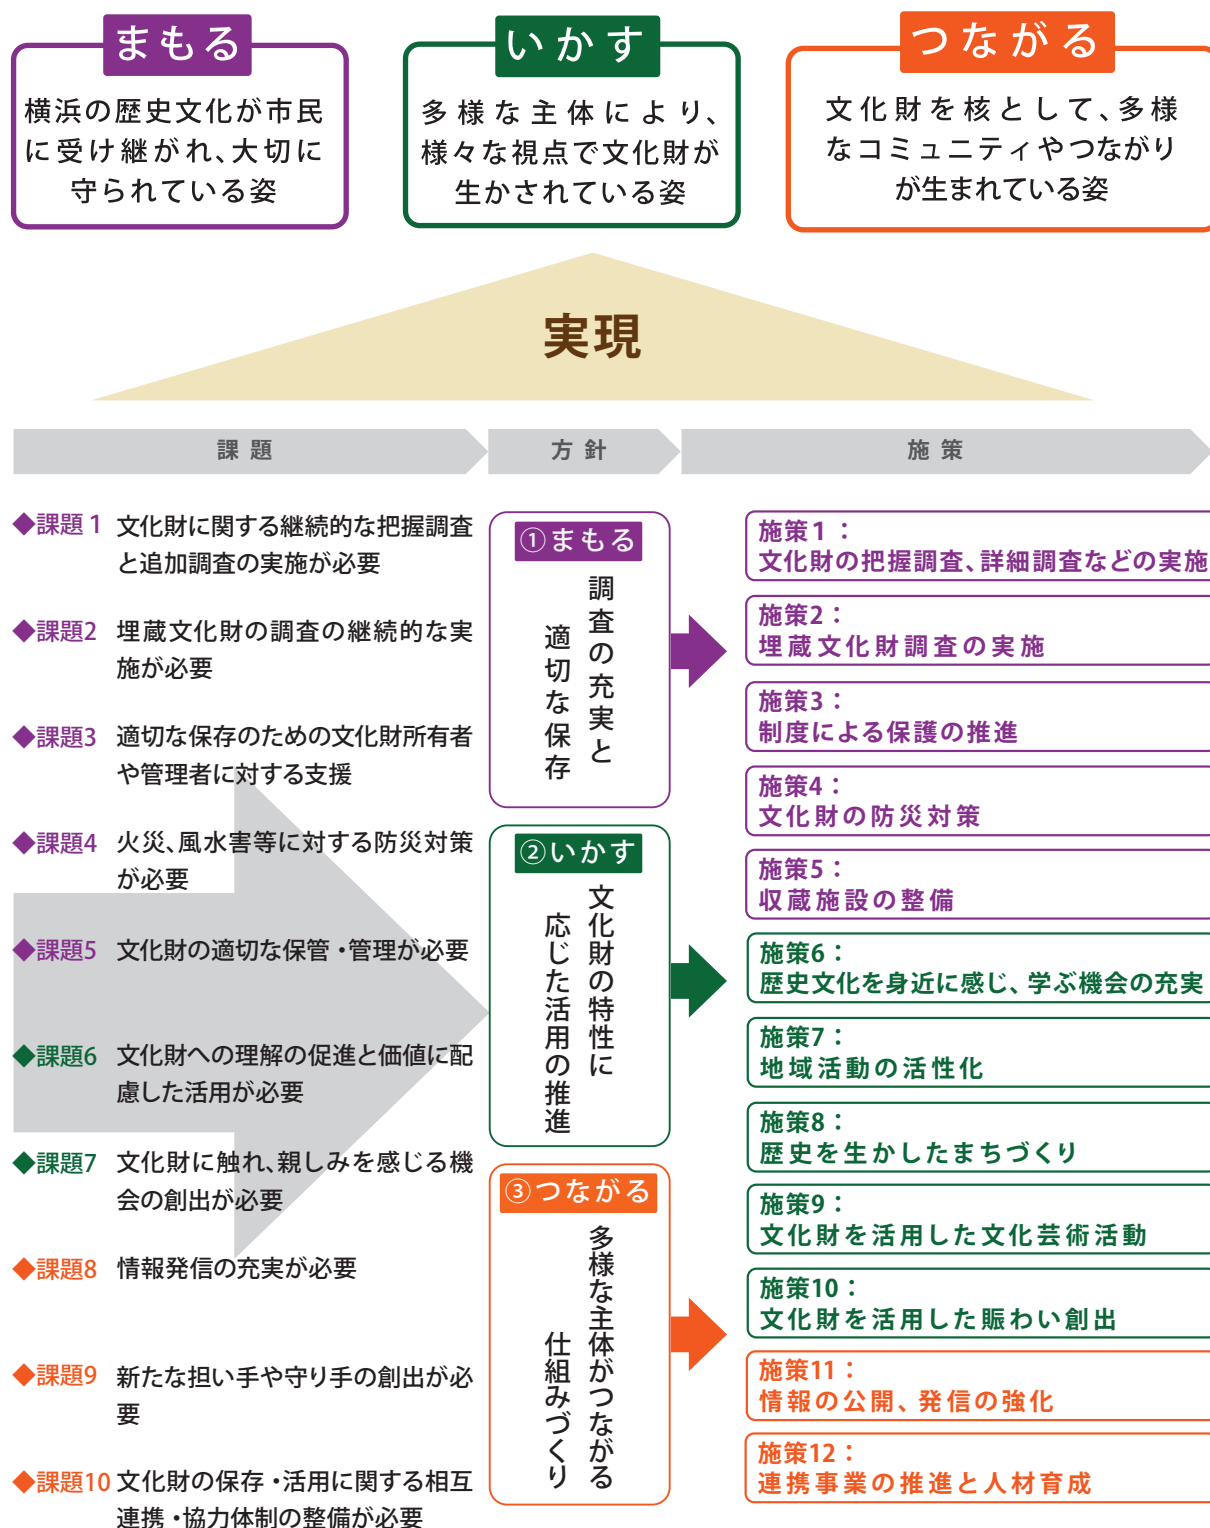 まもる
横浜の歴史文化が市民
に受け継がれ、大切に
守られている姿
いかす
多様な主体により、
様々な視点で文化財が
生かされている姿
つながる
文化財を核として、多様
なコミュニティやつながり
が生まれている姿
実現
課題
方針
施策
◆課題1 文化財に関する継続的な把握調査
と追加調査の実施が必要
◆課題2 埋蔵文化財の調査の継続的な実
施が必要
◆課題3 適切な保存のための文化財所有者
や管理者に対する支援
◆課題4 火災、風水害等に対する防災対策
が必要
◆課題5 文化財の適切な保管・管理が必要
◆課題6 文化財への理解の促進と価値に配
慮した活用が必要
◆課題7 文化財に触れ、親しみを感じる機
会の創出が必要
◆課題8 情報発信の充実が必要
◆課題9 新たな担い手や守り手の創出が必
要
◆課題10 文化財の保存・活用に関する相互
連携・協力体制の整備が必要
①まもる
調査の充実と
適切な保存
②いかす
文化財の特性に
応じた活用の推進
③つながる
多様な主体がつながる
仕組みづくり
施策1：
文化財の把握調査、詳細調査などの実施
施策2：
埋蔵文化財調査の実施
施策3：
制度による保護の推進
施策4：
文化財の防災対策
施策5：
収蔵施設の整備
施策6：
歴史文化を身近に感じ、学ぶ機会の充実
施策7：
地域活動の活性化
施策8：
歴史を生かしたまちづくり
施策9：
文化財を活用した文化芸術活動
施策10：
文化財を活用した賑わい創出
施策11：
情報の公開、発信の強化
施策12：
連携事業の推進と人材育成